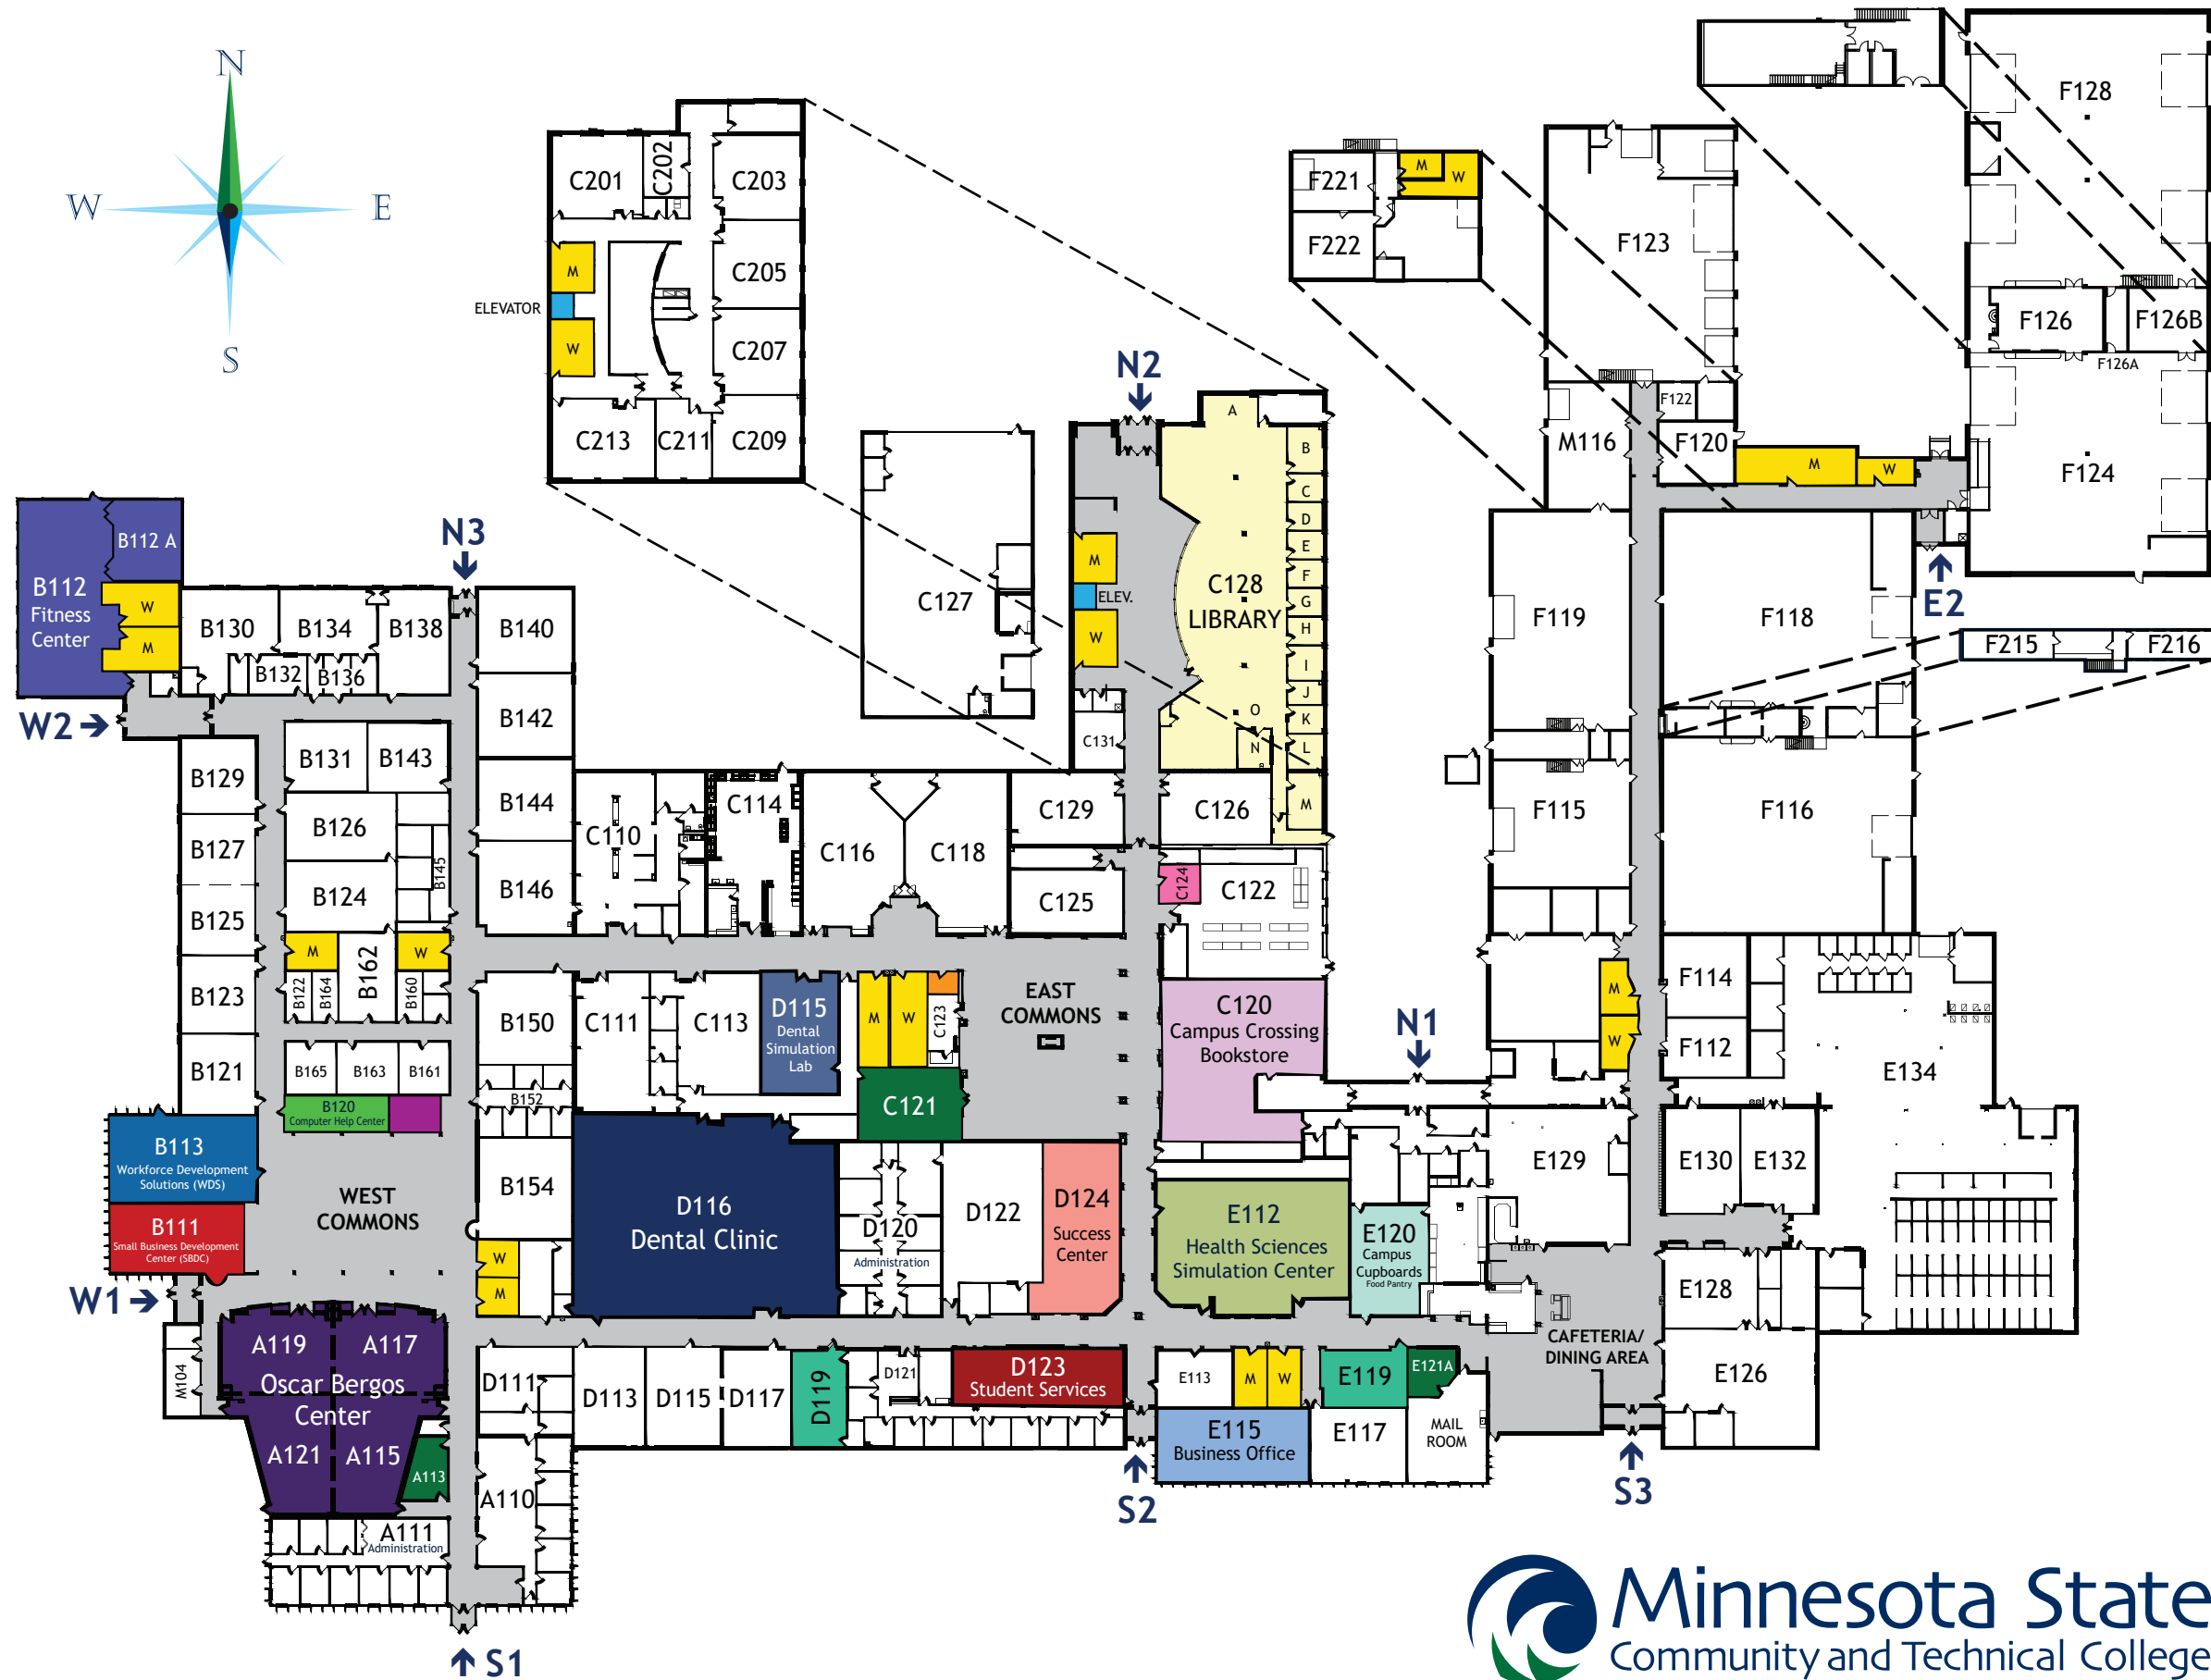 N
W
E
S
C201
C202
C203
C205
C207
C209
C211
C213
M
ELEVATOR
W
F221
F222
M
W
F123
F128
F126
F126B
F126A
F124
M116
F122
F120
M
W
E2
F215
F216
N2
A
B
C
D
E
F
G
H
I
J
K
L
M
N
O
C128
LIBRARY
M
ELEV.
W
C131
C127
F119
F118
F115
F116
N3
B112 A
B112
Fitness
Center
W
M
W2
B130
B134
B138
B132
B136
B140
B142
B144
B146
B129
B127
B125
B123
B121
B131
B143
B126
B124
B145
M
W
B162
B122
B164
B160
B165
B163
B161
B120
Computer Help Center
B113
Workforce Development
Solutions (WDS)
B111
Small Business Development
Center (SBDC)
W1
WEST
COMMONS
B150
B152
B154
W
M
C110
C114
C116
C118
C129
C125
C126
C124
C122
C111
C113
D115
Dental
Simulation
Lab
M
W
C123
C121
EAST
COMMONS
C120
Campus Crossing
Bookstore
N1
M
W
F114
F112
E134
D116
Dental Clinic
D120
Administration
D122
D124
Success
Center
E112
Health Sciences
Simulation Center
E120
Campus
Cupboards
Food Pantry
E129
E130
E132
E128
E126
CAFETERIA/
DINING AREA
M104
A119
A117
Oscar Bergos
Center
A121
A115
A113
A111
Administration
A110
S1
D111
D113
D115
D117
D119
D121
D123
Student Services
S2
E113
M
W
E119
E121A
E115
Business Office
E117
MAIL
ROOM
S3
Minnesota State
Community and Technical College